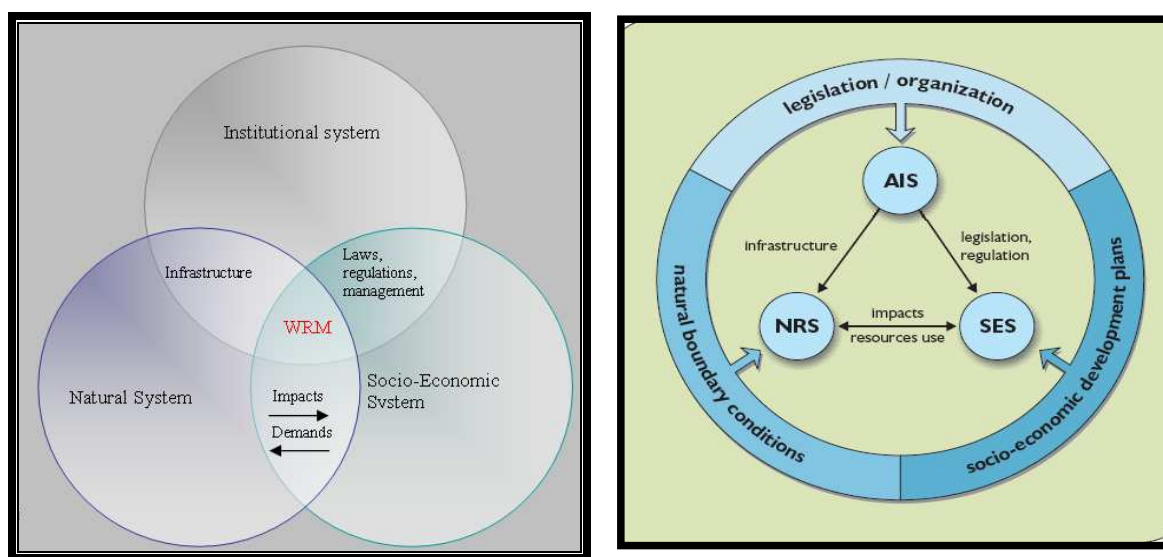 Institutional system
Infrastructure
Laws,
regulations,
management
WRM
Natural System
Impacts
Demands
Socio-Economic
System
legislation / organization
AIS
infrastructure
legislation,
regulation
NRS
impacts
resources use
SES
natural boundary conditions
socio-economic development plans